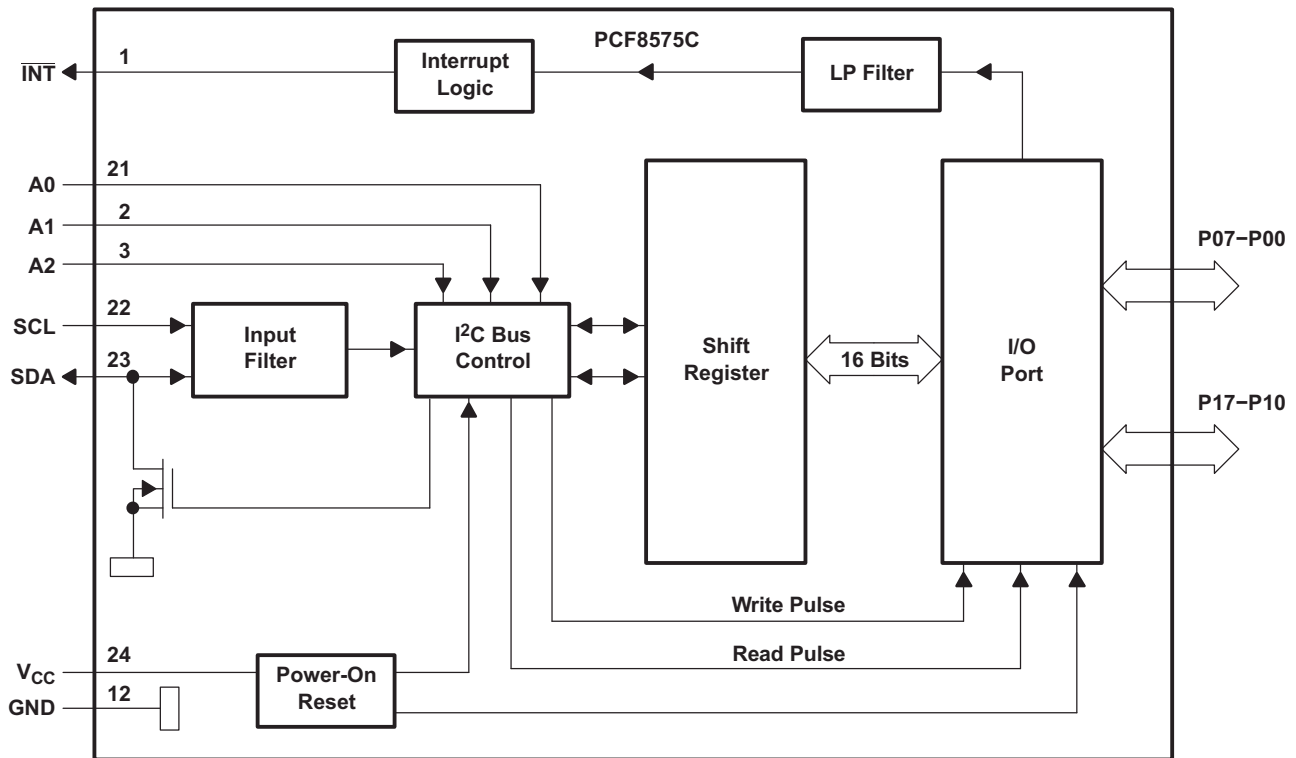 PCF8575C
INT
1
Interrupt
Logic
LP Filter
A0
21
A1
2
A2
3
SCL
22
SDA
23
Input
Filter
I²C Bus
Control
Shift
Register
16 Bits
I/O
Port
P07–P00
P17–P10
Write Pulse
Read Pulse
VCC
24
GND
12
Power-On
Reset